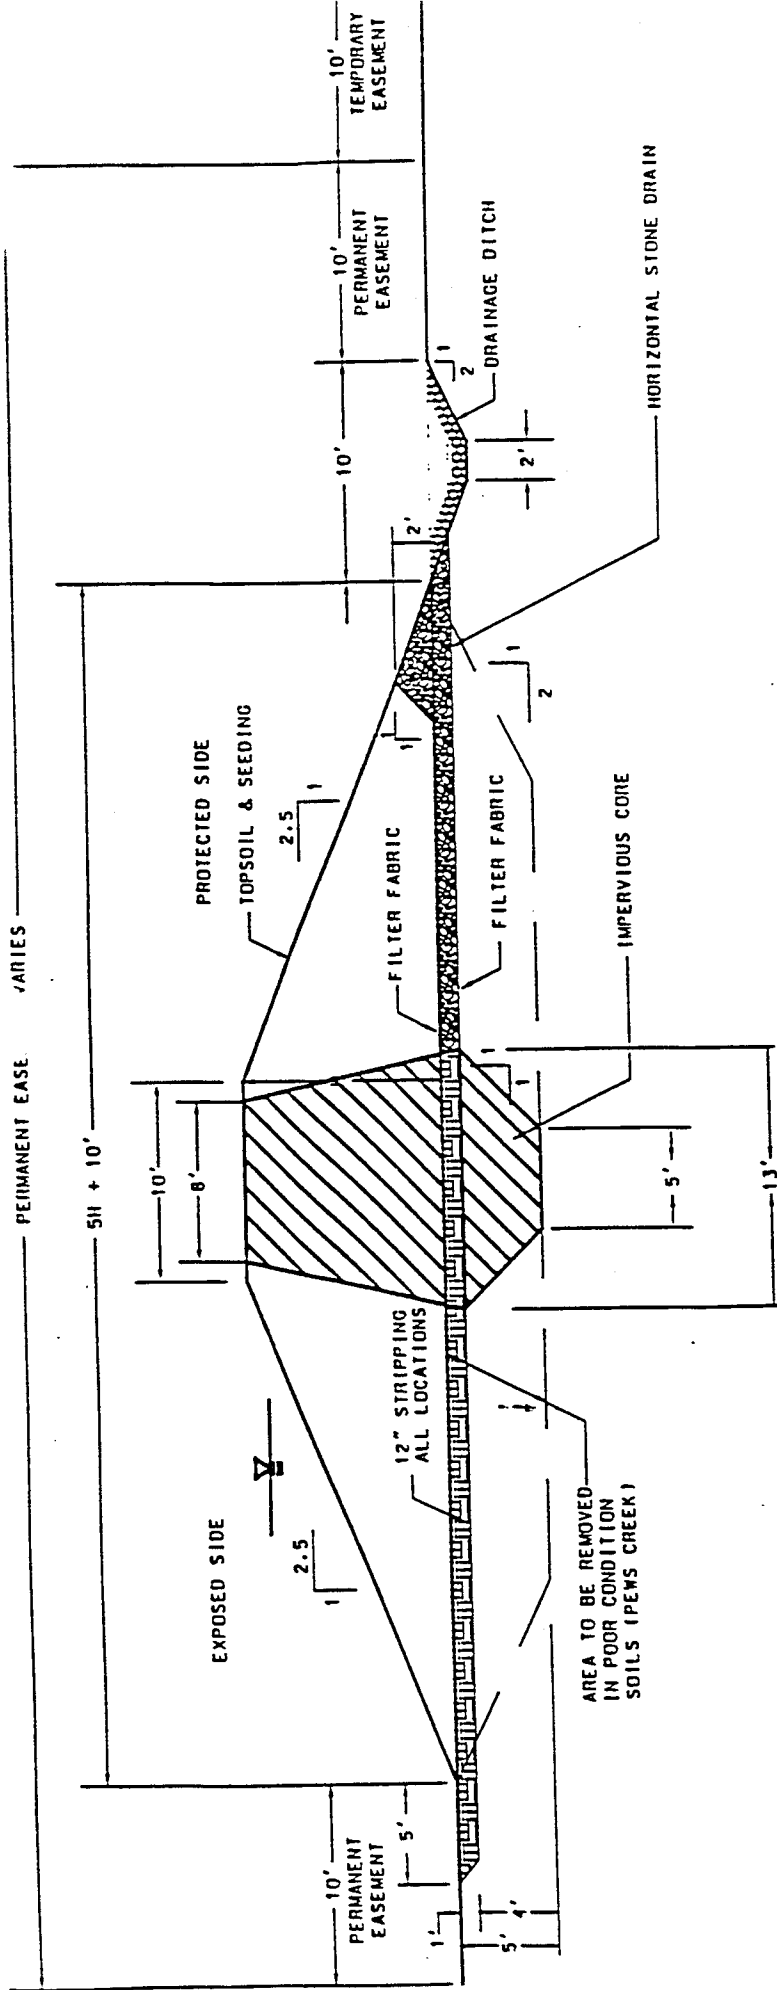 PERMANENT EASE VARIES
5H + 10'
10'
PERMANENT
EASEMENT
5'
1'
4'
5'
EXPOSED SIDE
2.5
1
12" STRIPPING
ALL LOCATIONS
AREA TO BE REMOVED
IN POOR CONDITION
SOILS (PEWS CREEK)
10'
8'
5'
13'
1
1
IMPERVIOUS CORE
FILTER FABRIC
FILTER FABRIC
PROTECTED SIDE
TOPSOIL & SEEDING
2.5
1
1
1
2
1
HORIZONTAL STONE DRAIN
2'
10'
2'
2
1
DRAINAGE DITCH
10'
PERMANENT
EASEMENT
10'
TEMPORARY
EASEMENT